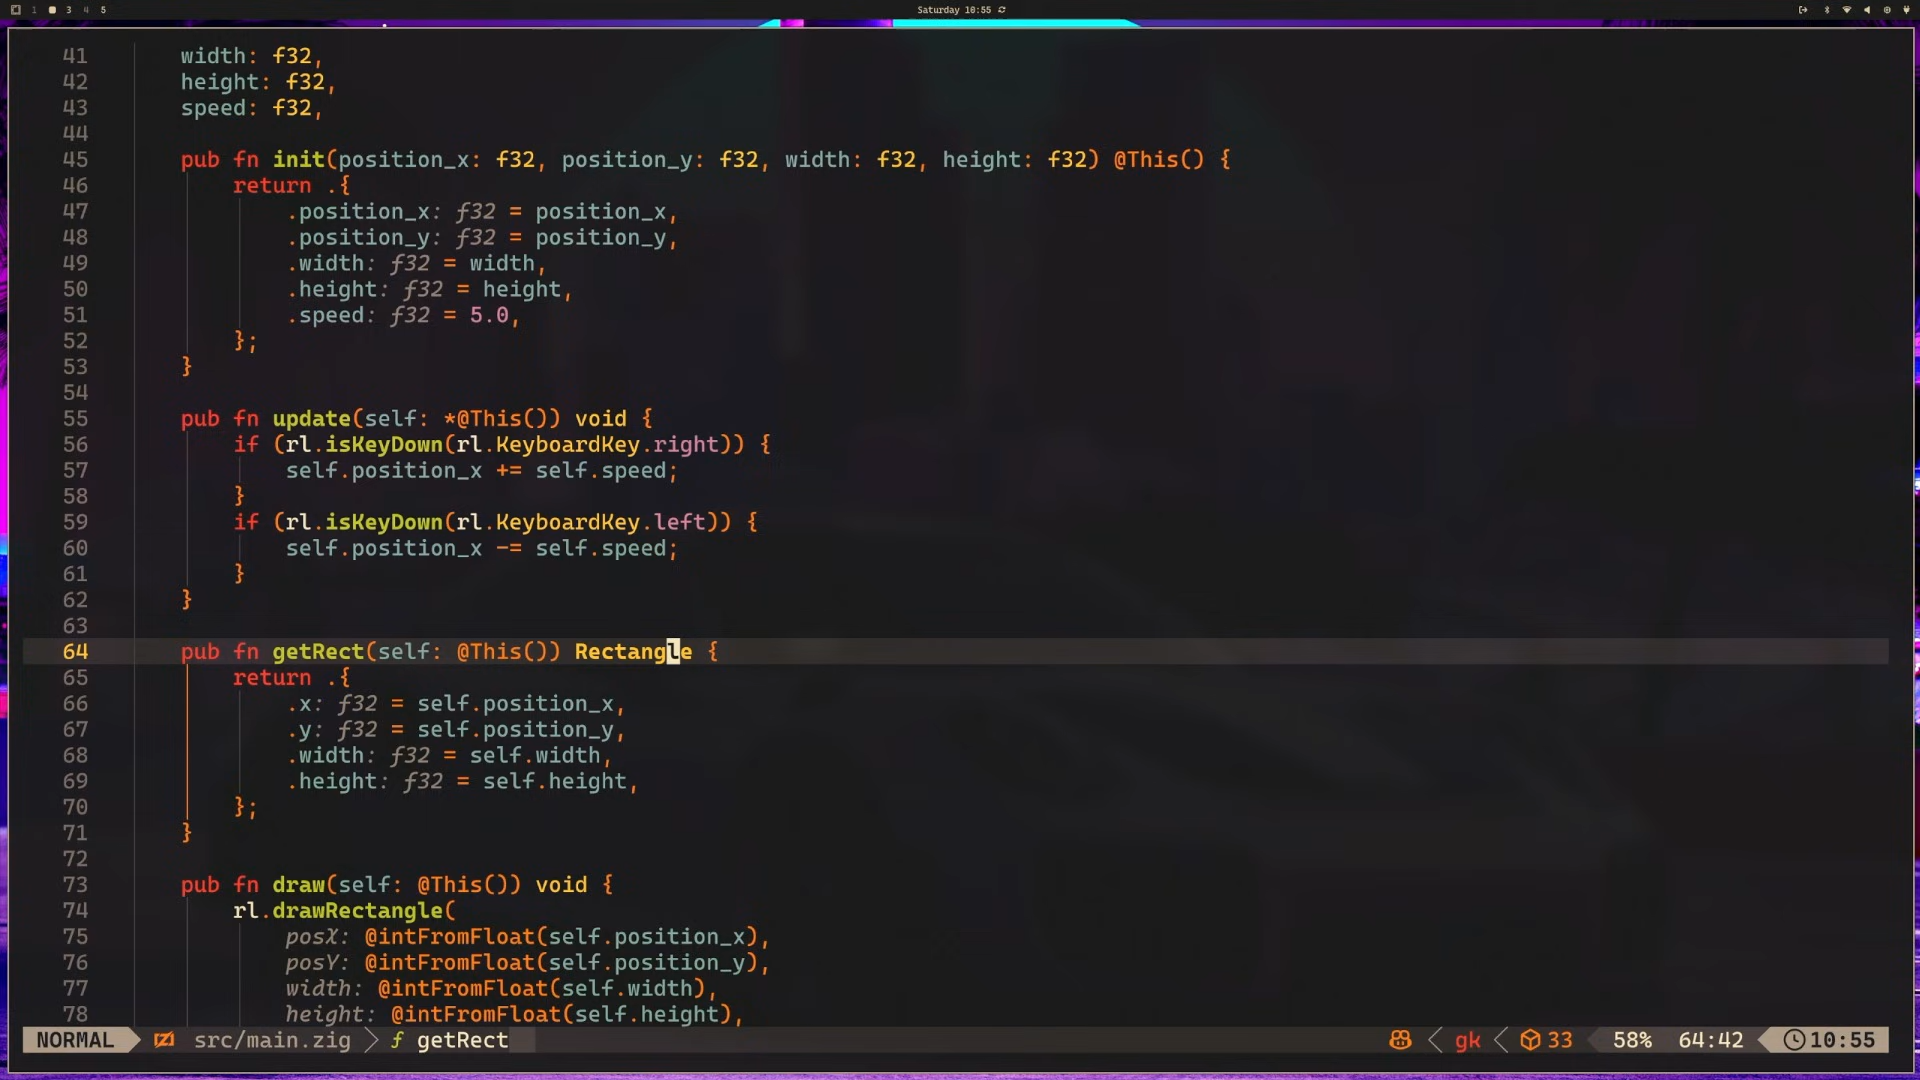 1 3 4 5 Saturday 10:55
41 width: f32,
42 height: f32,
43 speed: f32,
44
45 pub fn init(position_x: f32, position_y: f32, width: f32, height: f32) @This() {
46 return .{
47 .position_x: f32 = position_x,
48 .position_y: f32 = position_y,
49 .width: f32 = width,
50 .height: f32 = height,
51 .speed: f32 = 5.0,
52 };
53 }
54
55 pub fn update(self: *@This()) void {
56 if (rl.isKeyDown(rl.KeyboardKey.right)) {
57 self.position_x += self.speed;
58 }
59 if (rl.isKeyDown(rl.KeyboardKey.left)) {
60 self.position_x -= self.speed;
61 }
62 }
63
64 pub fn getRect(self: @This()) Rectangle {
65 return .{
66 .x: f32 = self.position_x,
67 .y: f32 = self.position_y,
68 .width: f32 = self.width,
69 .height: f32 = self.height,
70 };
71 }
72
73 pub fn draw(self: @This()) void {
74 rl.drawRectangle(
75 posX: @intFromFloat(self.position_x),
76 posY: @intFromFloat(self.position_y),
77 width: @intFromFloat(self.width),
78 height: @intFromFloat(self.height),
NORMAL src/main.zig f getRect gk 33 58% 64:42 10:55